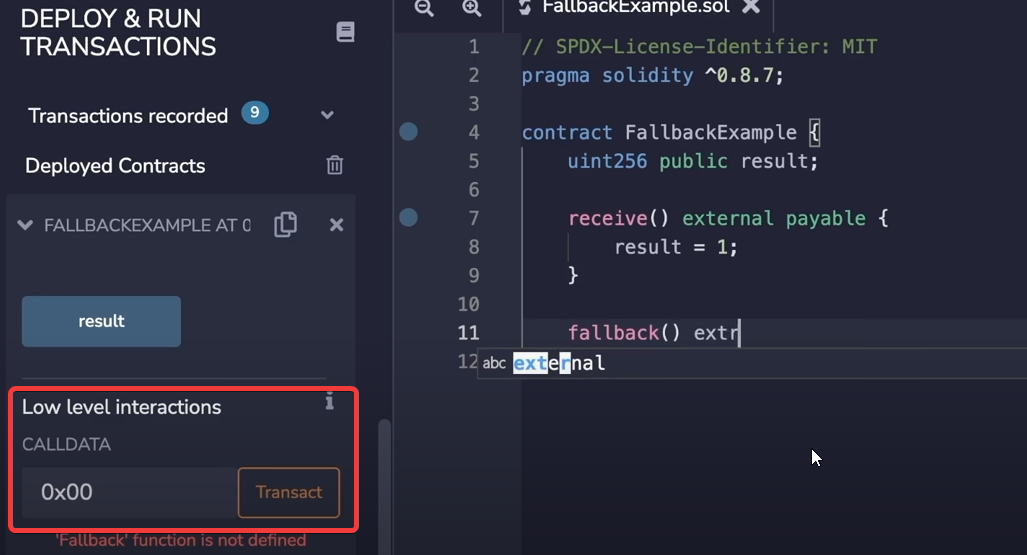 DEPLOY & RUN
TRANSACTIONS
Transactions recorded 9
Deployed Contracts
FALLBACKEXAMPLE AT 0
result
Low level interactions
i
CALLDATA
0x00
Transact
'Fallback' function is not defined
FallbackExample.sol
1 // SPDX-License-Identifier: MIT
2 pragma solidity ^0.8.7;
3
4 contract FallbackExample {
5 uint256 public result;
6
7 receive() external payable {
8 result = 1;
9 }
10
11 fallback() extr
12
abc external